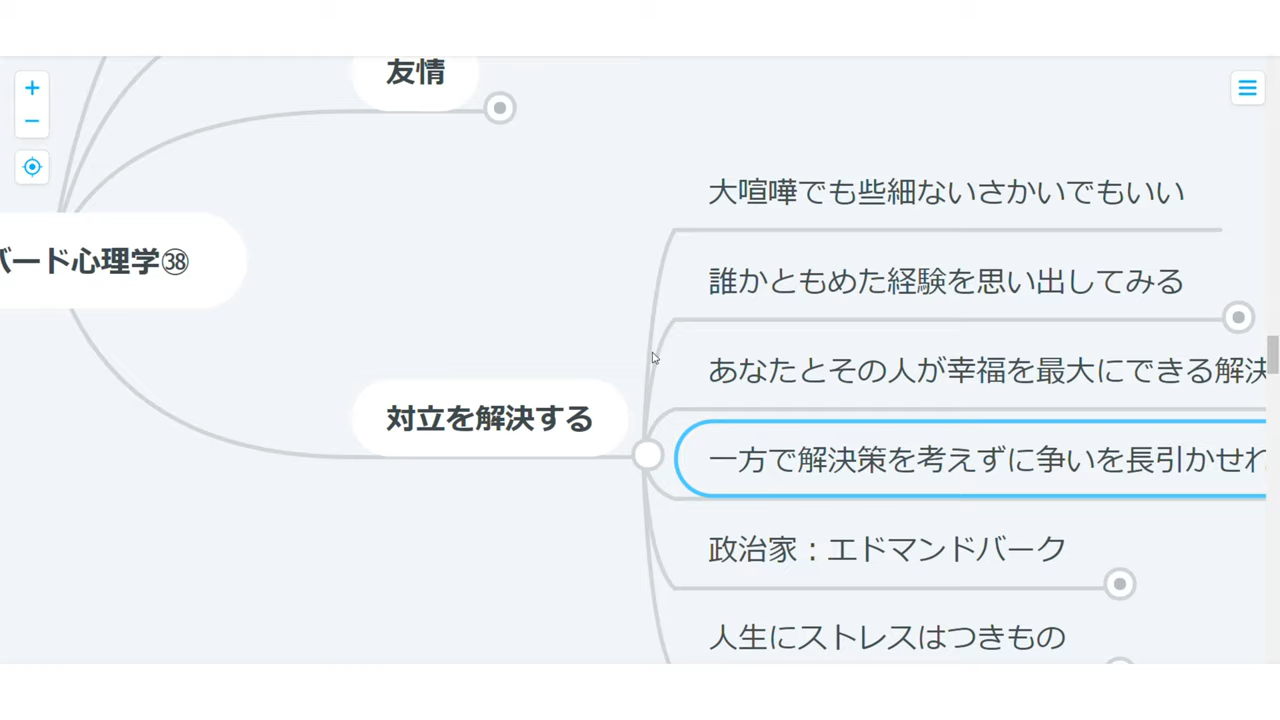 友情
大喧嘩でも些細ないさかいでもいい
バード心理学㊳
誰かともめた経験を思い出してみる
あなたとその人が幸福を最大にできる解決
対立を解決する
一方で解決策を考えずに争いを長引かせれ
政治家：エドマンドバーク
人生にストレスはつきもの